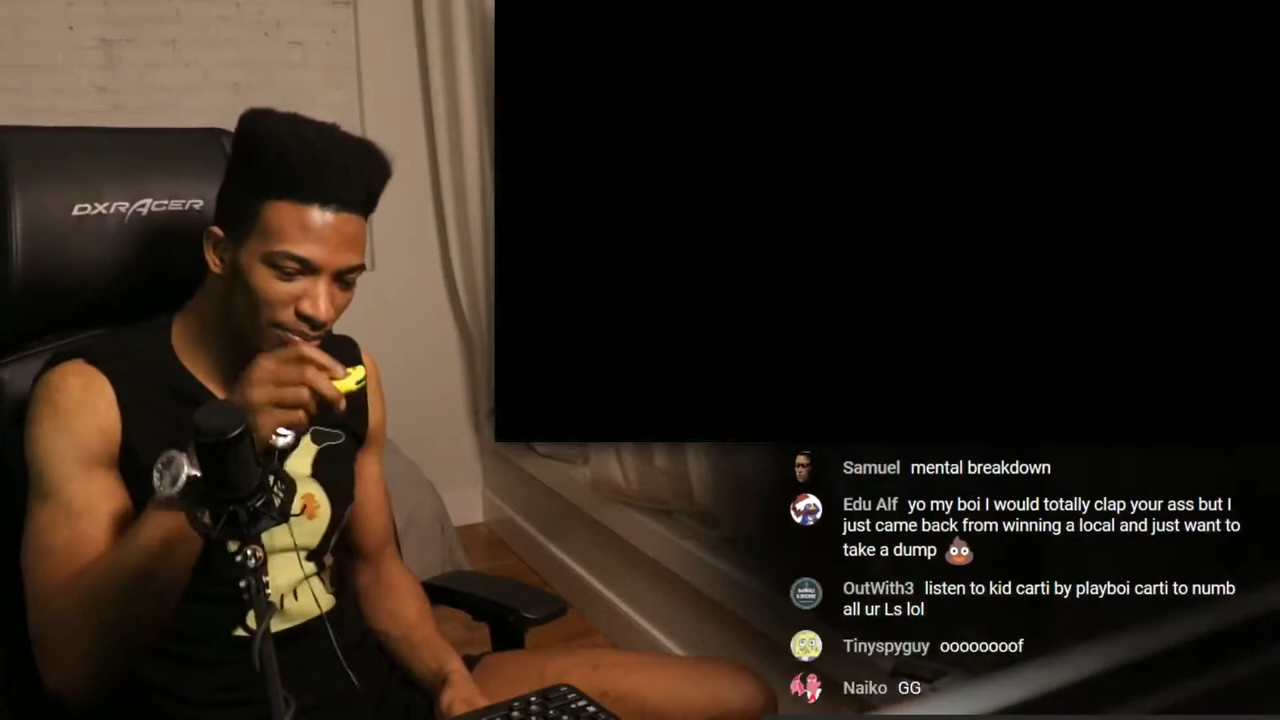 DXRACER
Samuel mental breakdown
Edu Alf yo my boi I would totally clap your ass but I
just came back from winning a local and just want to
take a dump 💩
OutWith3 listen to kid carti by playboi carti to numb
all ur Ls lol
Tinyspyguy oooooooof
Naiko GG